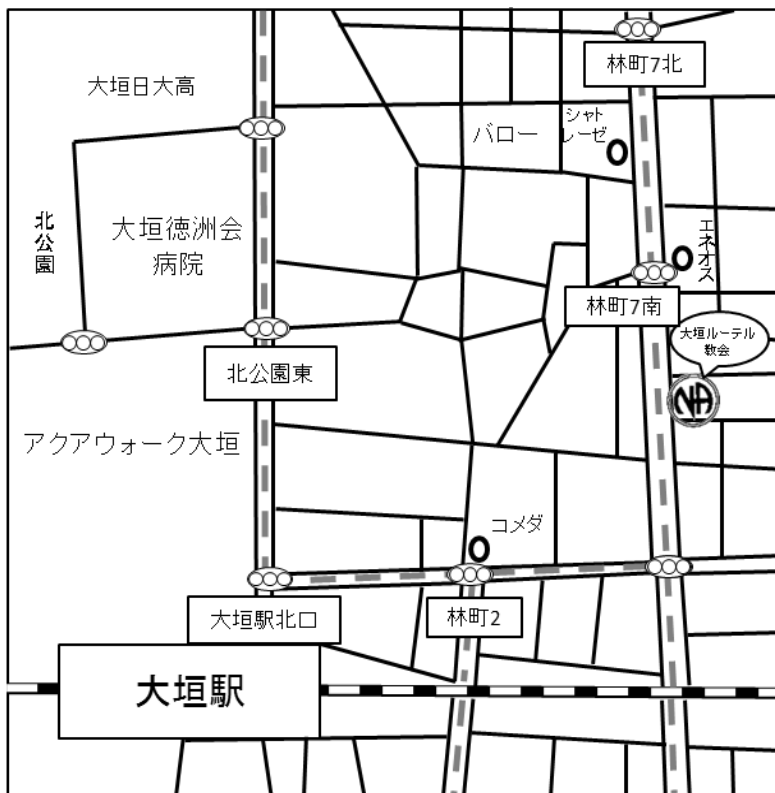 林町7北
大垣日大高
シャト
レーゼ
バロー
北公園
大垣徳洲会
病院
エネオス
林町7南
大垣ルーテル
教会
北公園東
アクアウォーク大垣
コメダ
大垣駅北口
林町2
大垣駅